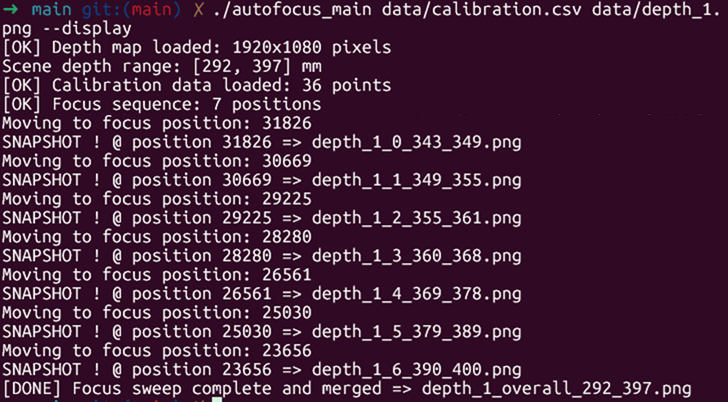 ➜ main git:(main) ✗ ./autofocus_main data/calibration.csv data/depth_1.
png --display
[OK] Depth map loaded: 1920x1080 pixels
Scene depth range: [292, 397] mm
[OK] Calibration data loaded: 36 points
[OK] Focus sequence: 7 positions
Moving to focus position: 31826
SNAPSHOT ! @ position 31826 => depth_1_0_343_349.png
Moving to focus position: 30669
SNAPSHOT ! @ position 30669 => depth_1_1_349_355.png
Moving to focus position: 29225
SNAPSHOT ! @ position 29225 => depth_1_2_355_361.png
Moving to focus position: 28280
SNAPSHOT ! @ position 28280 => depth_1_3_360_368.png
Moving to focus position: 26561
SNAPSHOT ! @ position 26561 => depth_1_4_369_378.png
Moving to focus position: 25030
SNAPSHOT ! @ position 25030 => depth_1_5_379_389.png
Moving to focus position: 23656
SNAPSHOT ! @ position 23656 => depth_1_6_390_400.png
[DONE] Focus sweep complete and merged => depth_1_overall_292_397.png